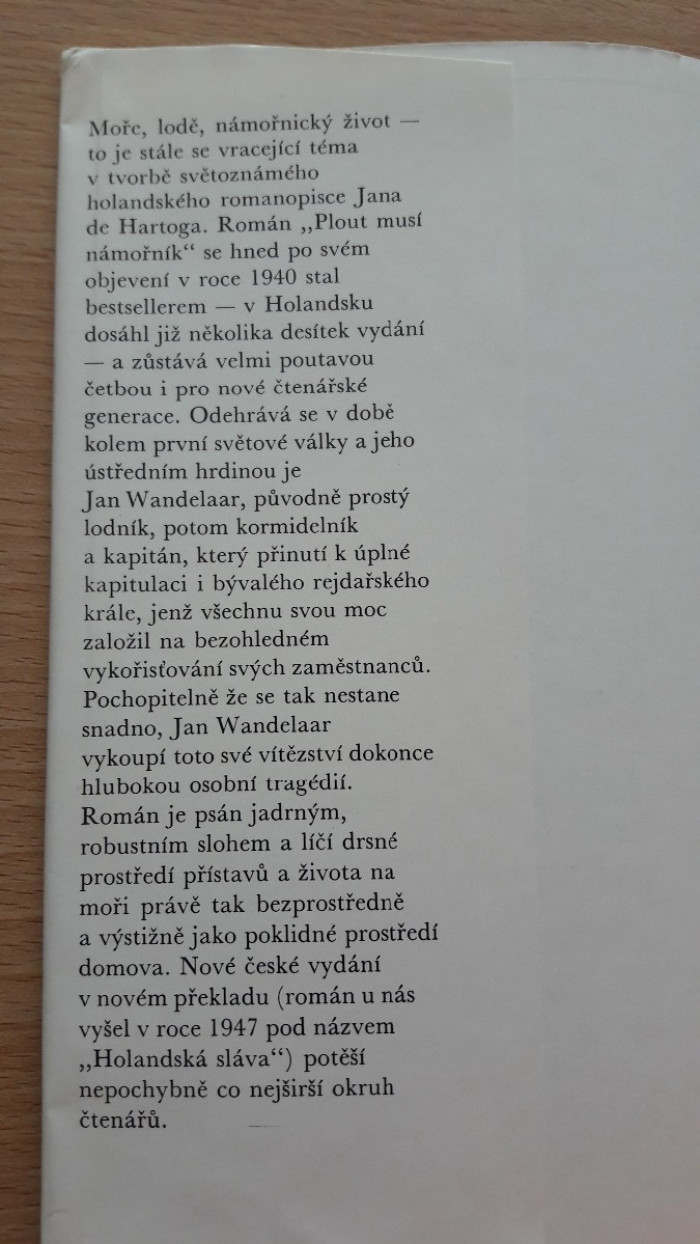 Moře, lodě, námořnický život —
to je stále se vracející téma
v tvorbě světoznámého
holandského romanopisce Jana
de Hartoga. Román „Plout musí
námořník“ se hned po svém
objevení v roce 1940 stal
bestsellerem — v Holandsku
dosáhl již několika desítek vydání
— a zůstává velmi poutavou
četbou i pro nové čtenářské
generace. Odehrává se v době
kolem první světové války a jeho
ústředním hrdinou je
Jan Wandelaar, původně prostý
lodník, potom kormidelník
a kapitán, který přinutí k úplné
kapitulaci i bývalého rejdařského
krále, jenž všechnu svou moc
založil na bezohledném
vykořisťování svých zaměstnanců.
Pochopitelně že se tak nestane
snadno, Jan Wandelaar
vykoupí toto své vítězství dokonce
hlubokou osobní tragédií.
Román je psán jadrným,
robustním slohem a líčí drsné
prostředí přístavů a života na
moři právě tak bezprostředně
a výstižně jako poklidné prostředí
domova. Nové české vydání
v novém překladu (román u nás
vyšel v roce 1947 pod názvem
„Holandská sláva“) potěší
nepochybně co nejširší okruh
čtenářů.